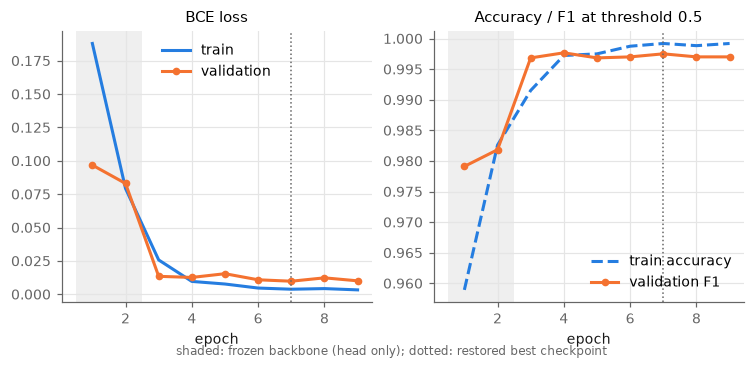 BCE loss
0.175
0.150
0.125
0.100
0.075
0.050
0.025
0.000
train
validation
2
4
6
8
epoch
Accuracy / F1 at threshold 0.5
1.000
0.995
0.990
0.985
0.980
0.975
0.970
0.965
0.960
train accuracy
validation F1
2
4
6
8
epoch
shaded: frozen backbone (head only); dotted: restored best checkpoint